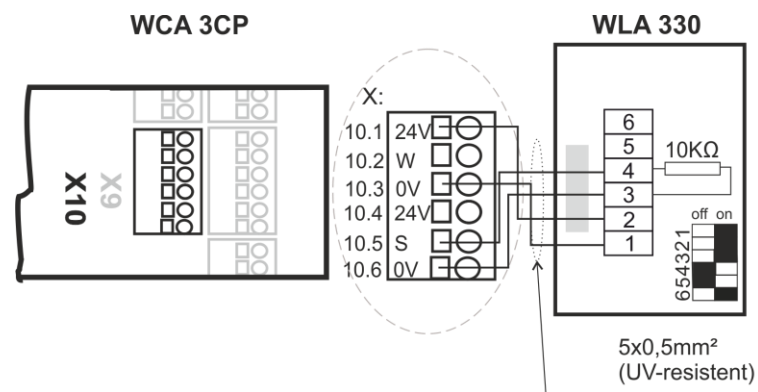 WCA 3CP
WLA 330
X10
X9
X:
10.1 24V
10.2 W
10.3 0V
10.4 24V
10.5 S
10.6 0V
6
5
4
3
2
1
10KΩ
off on
654321
5x0,5mm²
(UV-resistent)